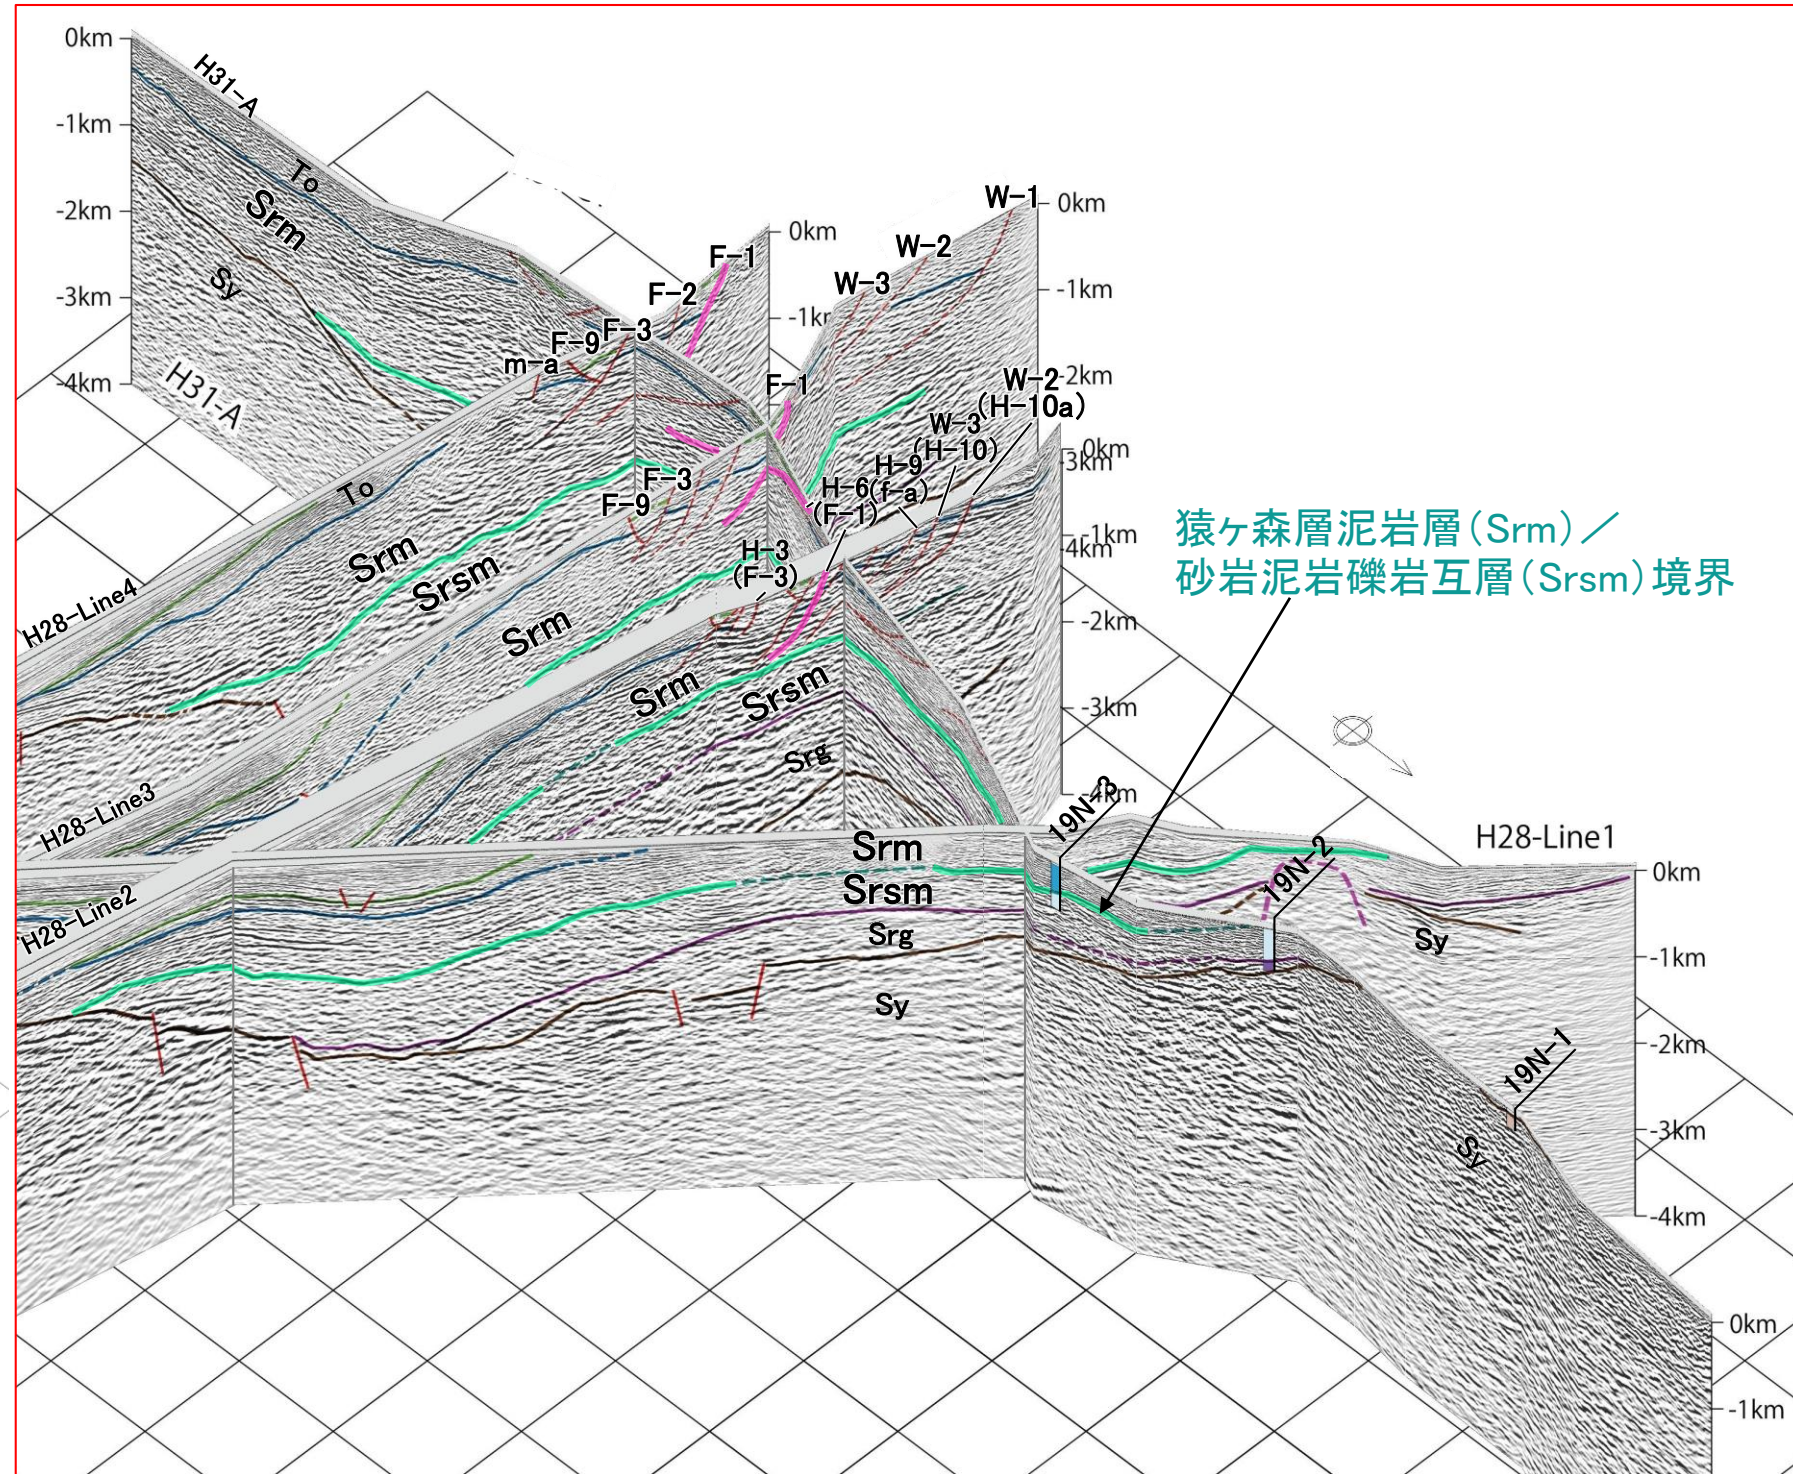 0km
H31-A
-1km
To
-2km
Srm
Sy
-3km
-4km
H31-A
W-1
0km
0km
F-1
W-2
W-3
-1km
F-2
F-3
F-9
m-a
F-1
-2km
W-2
(H-10a)
W-3
(H-10)
H-9
(f-a)
H-6
(F-1)
0km
3km
-1km
4km
F-3
F-9
To
Srm
Srsm
H-3
(F-3)
猿ヶ森層泥岩層(Srm)/
砂岩泥岩礫岩互層(Srsm)境界
H28-Line4
Srm
-2km
Srm
Srsm
-3km
Srg
-4km
19N-3
H28-Line3
Srm
H28-Line1
19N-2
0km
Srsm
H28-Line2
Srg
Sy
-1km
Sy
-2km
19N-1
-3km
Sy
-4km
0km
-1km